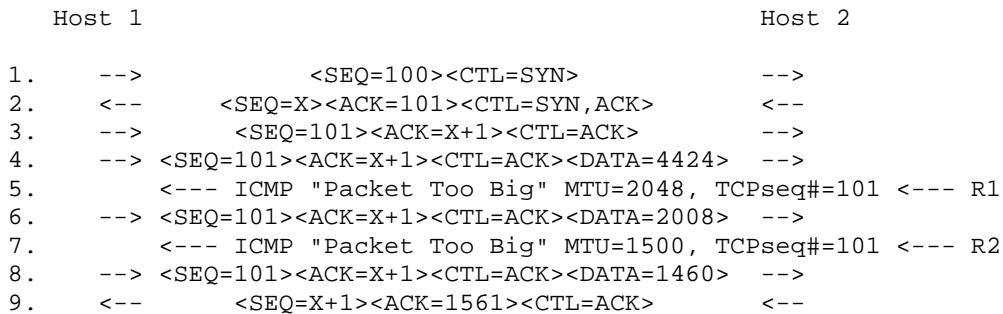 Host 1                                          Host 2
1.    -->            <SEQ=100><CTL=SYN>            -->
2.    <--      <SEQ=X><ACK=101><CTL=SYN,ACK>       <--
3.    -->       <SEQ=101><ACK=X+1><CTL=ACK>        -->
4.    --> <SEQ=101><ACK=X+1><CTL=ACK><DATA=4424>  -->
5.        <--- ICMP "Packet Too Big" MTU=2048, TCPseq#=101 <--- R1
6.    --> <SEQ=101><ACK=X+1><CTL=ACK><DATA=2008>  -->
7.        <--- ICMP "Packet Too Big" MTU=1500, TCPseq#=101 <--- R2
8.    --> <SEQ=101><ACK=X+1><CTL=ACK><DATA=1460>  -->
9.    <--       <SEQ=X+1><ACK=1561><CTL=ACK>       <--